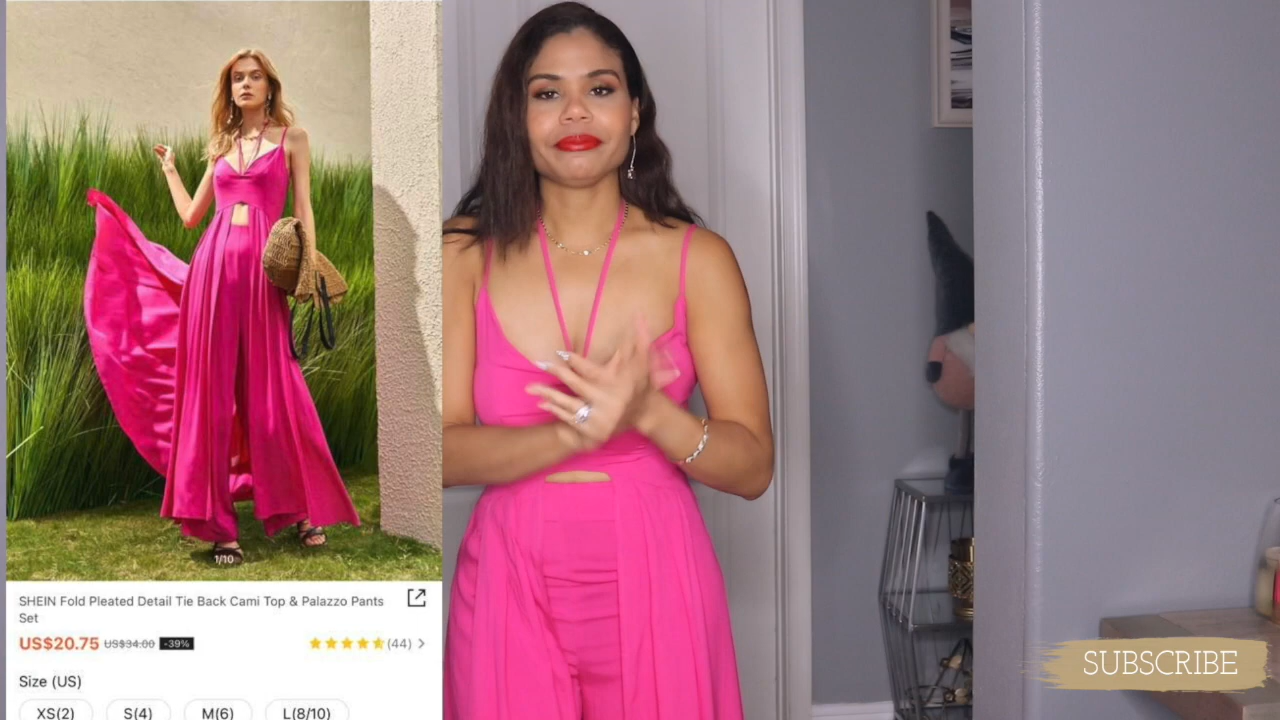 1/10
SHEIN Fold Pleated Detail Tie Back Cami Top & Palazzo Pants
Set
US$20.75 US$34.00 -39% (44)
Size (US)
XS(2) S(4) M(6) L(8/10)
SUBSCRIBE